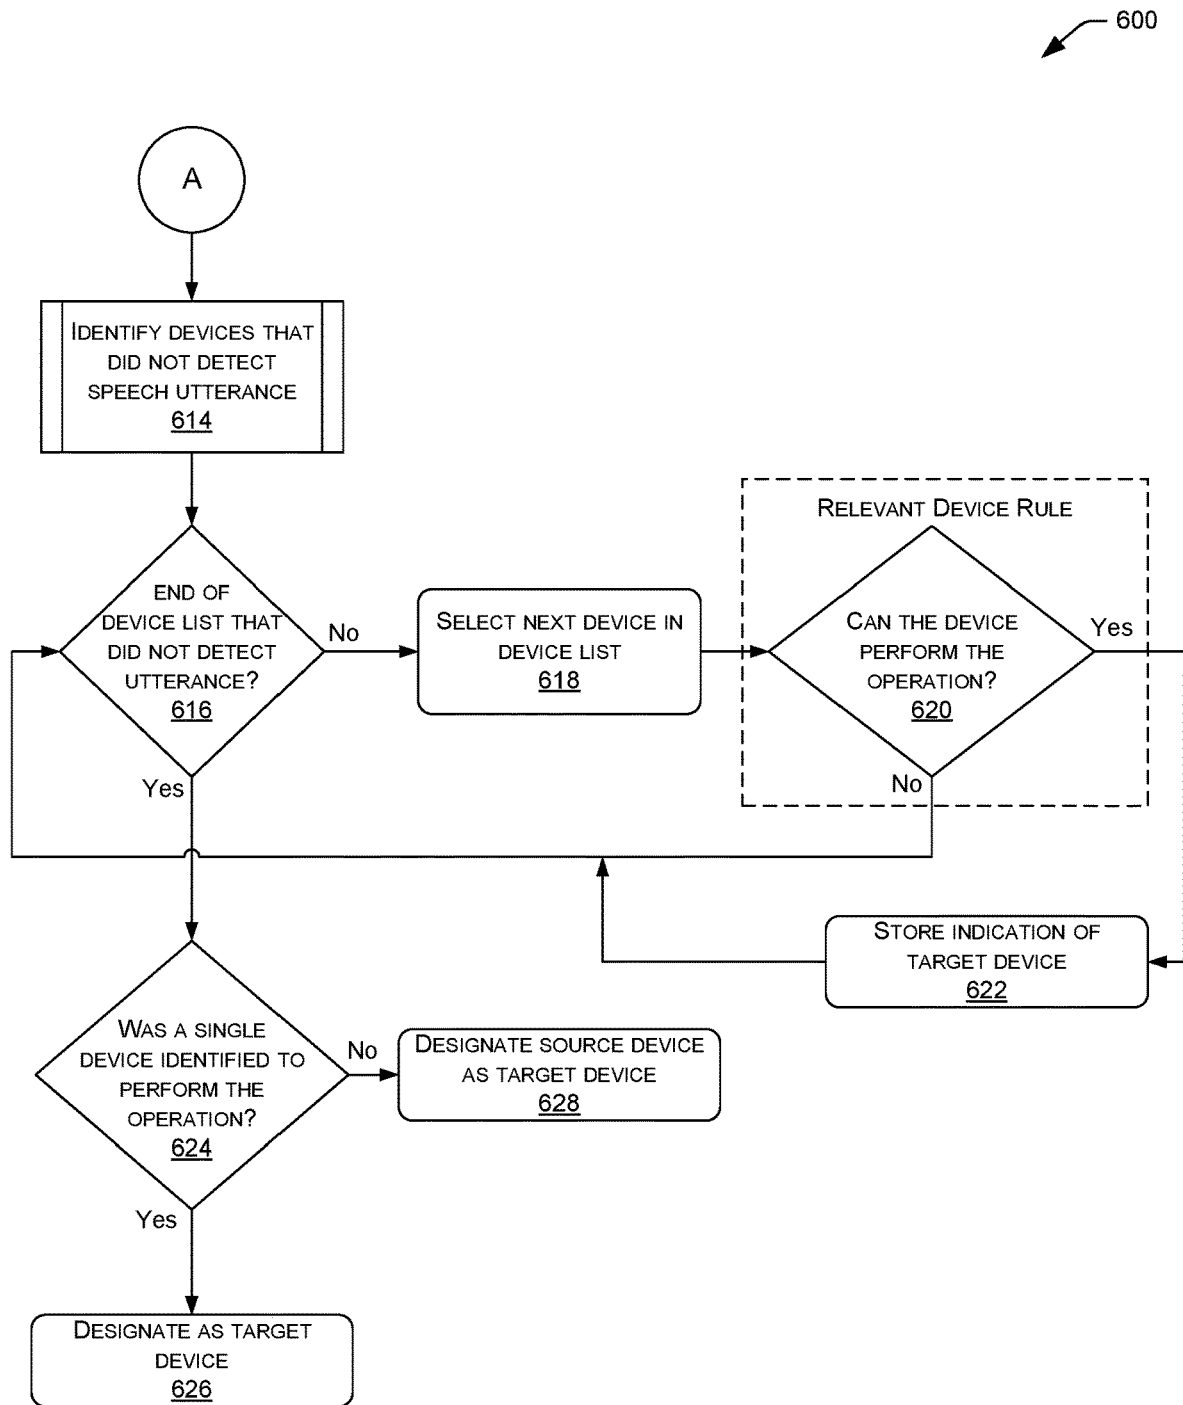 600
A
IDENTIFY DEVICES THAT
DID NOT DETECT
SPEECH UTTERANCE
614
END OF
DEVICE LIST THAT
DID NOT DETECT
UTTERANCE?
616
No
Yes
SELECT NEXT DEVICE IN
DEVICE LIST
618
RELEVANT DEVICE RULE
CAN THE DEVICE
PERFORM THE
OPERATION?
620
Yes
No
STORE INDICATION OF
TARGET DEVICE
622
WAS A SINGLE
DEVICE IDENTIFIED TO
PERFORM THE
OPERATION?
624
No
Yes
DESIGNATE SOURCE DEVICE
AS TARGET DEVICE
628
DESIGNATE AS TARGET
DEVICE
626